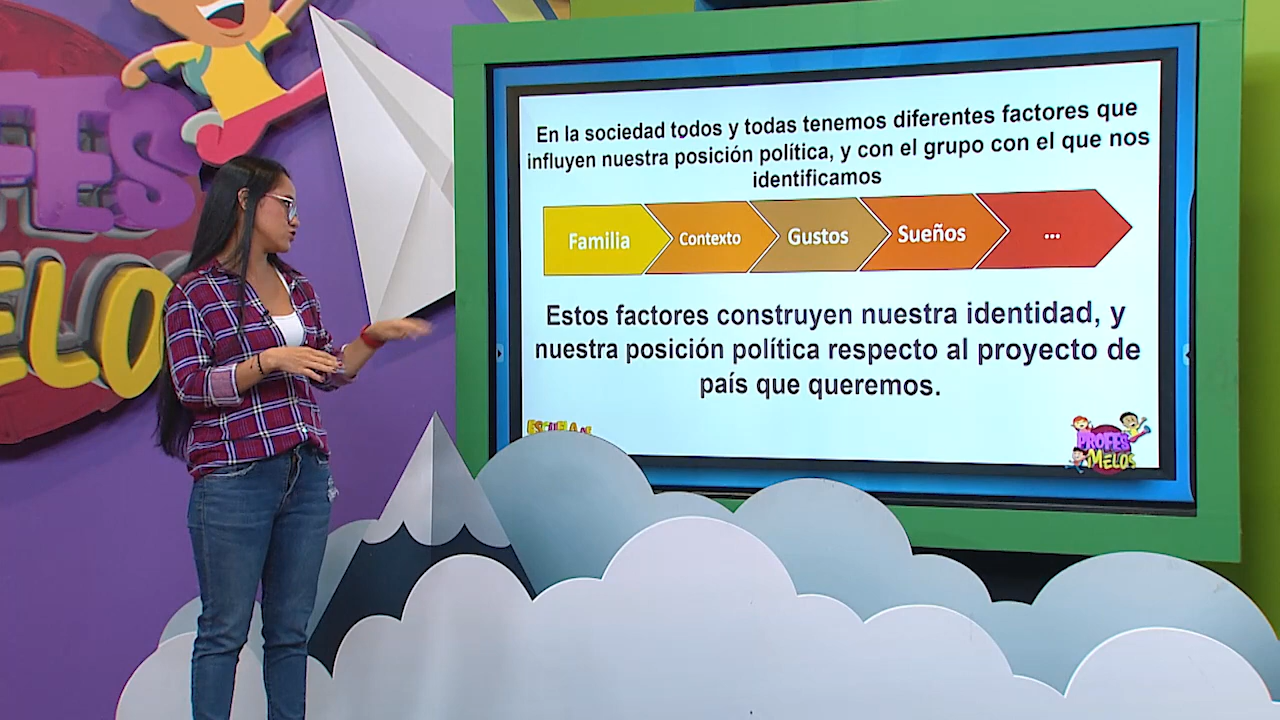 En la sociedad todos y todas tenemos diferentes factores que
influyen nuestra posición política, y con el grupo con el que nos
identificamos
Familia
Contexto
Gustos
Sueños
...
Estos factores construyen nuestra identidad, y
nuestra posición política respecto al proyecto de
país que queremos.
PROFES
MELOS